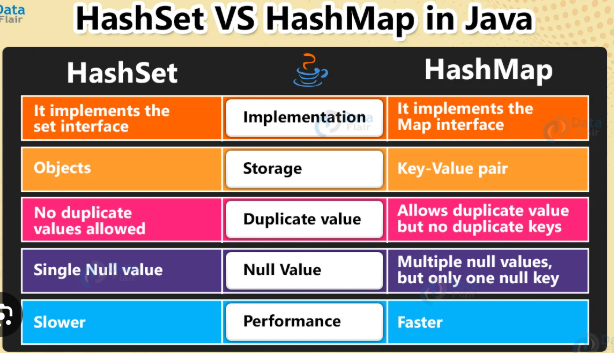 Data
Flair
HashSet VS HashMap in Java
HashSet
HashMap
It implements the
set interface
Implementation
It implements the
Map interface
Objects
Storage
Key-Value pair
No duplicate
values allowed
Duplicate value
Allows duplicate value
but no duplicate keys
Single Null value
Null Value
Multiple null values,
but only one null key
Slower
Performance
Faster